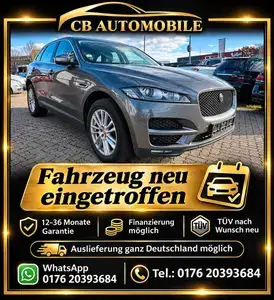 CB AUTOMOBILE
Fahrzeug neu
eingetroffen
12–36 Monate
Garantie
Finanzierung
möglich
TÜV
TÜV nach
Wunsch neu
Auslieferung ganz Deutschland möglich
WhatsApp
0176 20393684
Tel.: 0176 20393684